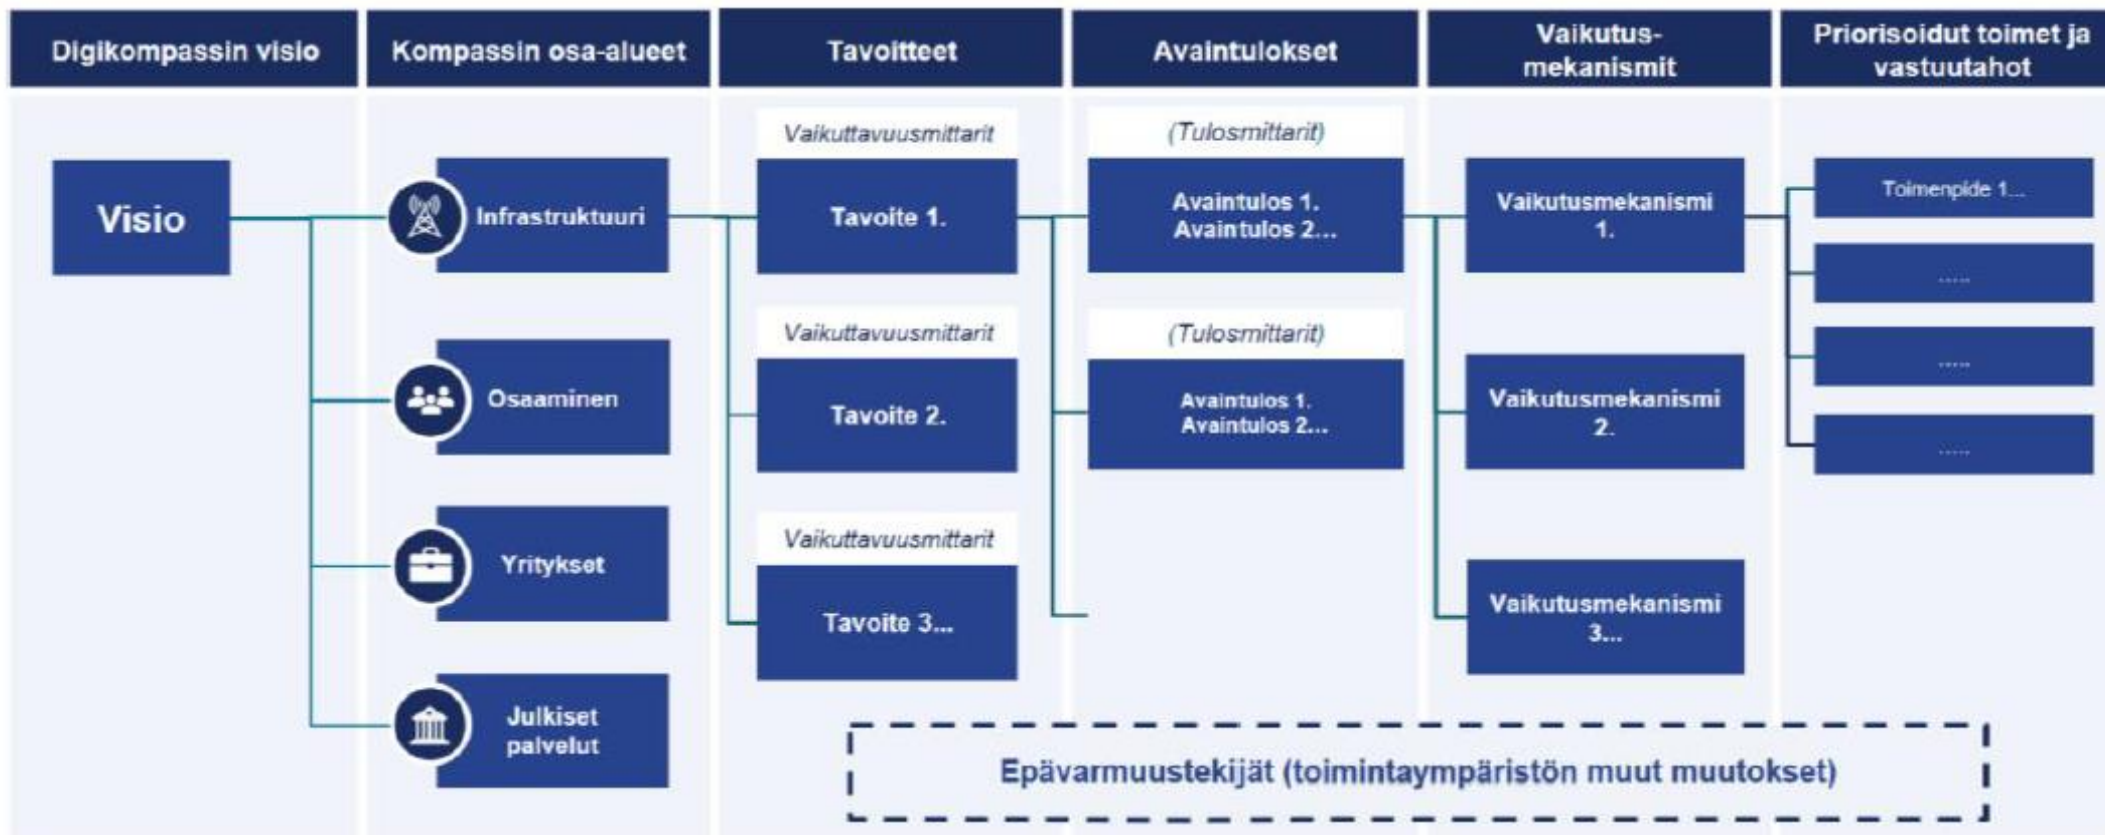 Digikompassin visio
Kompassin osa-alueet
Tavoitteet
Avaintulokset
Vaikutus-
mekanismit
Priorisoidut toimet ja
vastuutahot
Visio
Infrastruktuuri
Osaaminen
Yritykset
Julkiset
palvelut
Vaikuttavuusmittarit
Tavoite 1.
Vaikuttavuusmittarit
Tavoite 2.
Vaikuttavuusmittarit
Tavoite 3...
(Tulosmittarit)
Avaintulos 1.
Avaintulos 2...
(Tulosmittarit)
Avaintulos 1.
Avaintulos 2...
Vaikutusmekanismi
1.
Vaikutusmekanismi
2.
Vaikutusmekanismi
3...
Toimenpide 1...
.....
.....
.....
Epävarmuustekijät (toimintaympäristön muut muutokset)